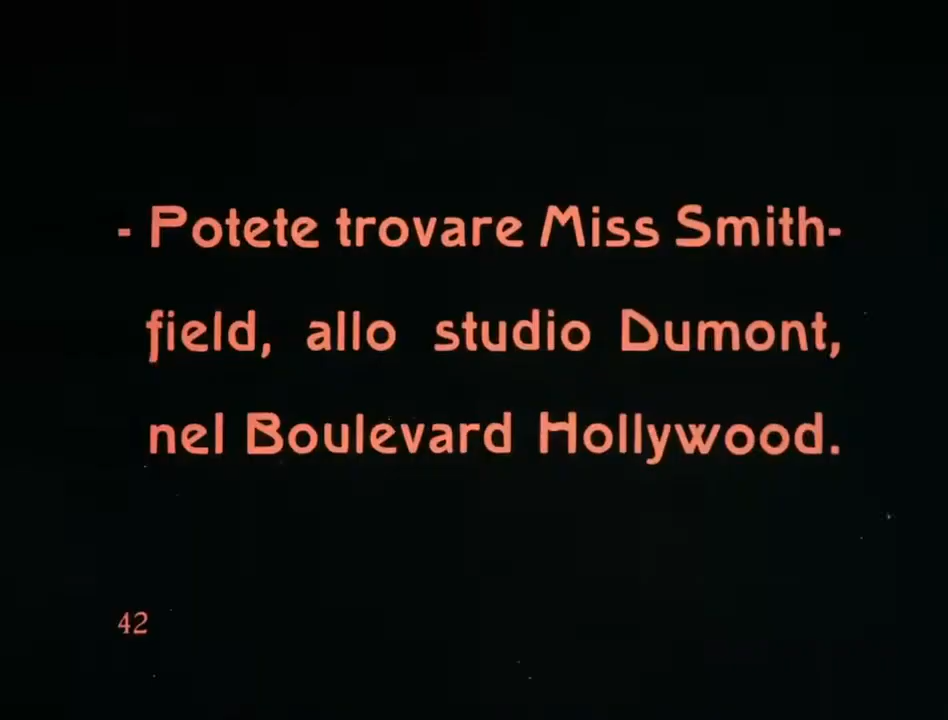 - Potete trovare Miss Smith-
field, allo studio Dumont,
nel Boulevard Hollywood.
42